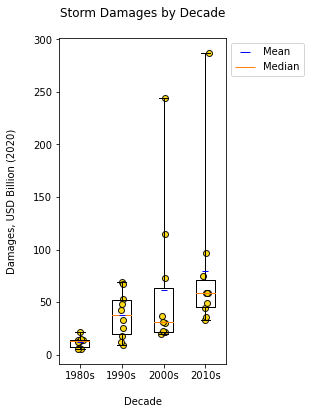 Storm Damages by Decade
Damages, USD Billion (2020)
300
250
200
150
100
50
0
1980s 1990s 2000s 2010s
Decade
Mean
Median